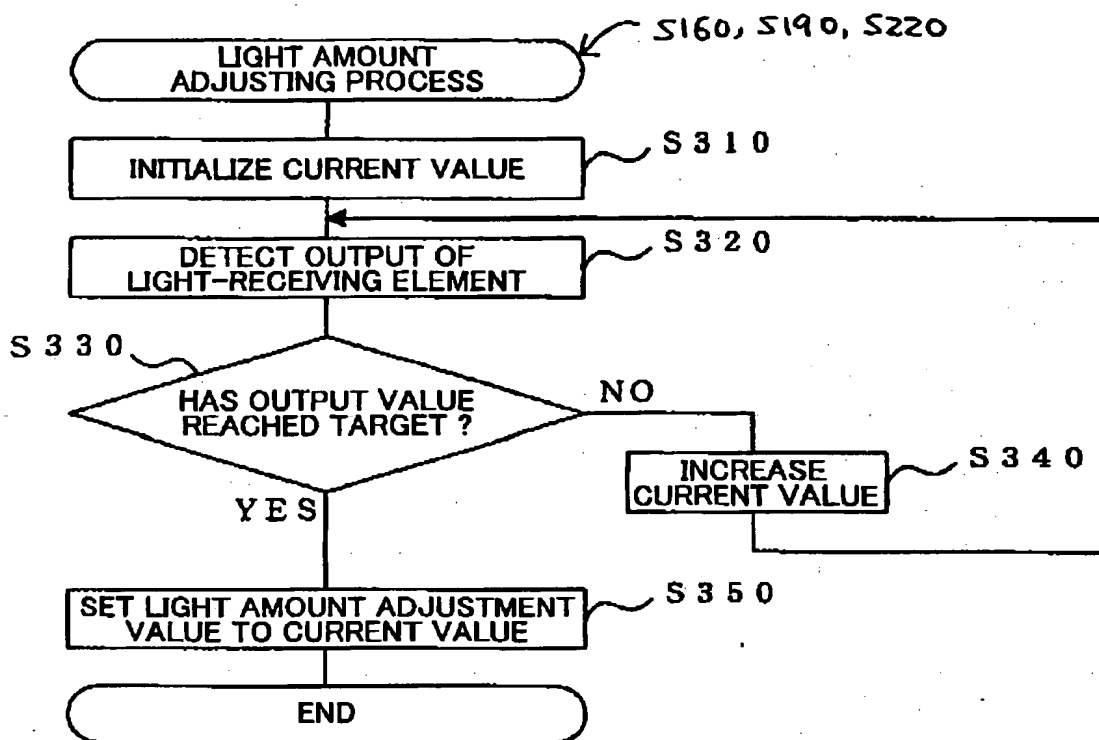 S160, S190, S220
LIGHT AMOUNT
ADJUSTING PROCESS
S310
INITIALIZE CURRENT VALUE
S320
DETECT OUTPUT OF
LIGHT-RECEIVING ELEMENT
S330
HAS OUTPUT VALUE
REACHED TARGET ?
NO
S340
INCREASE
CURRENT VALUE
YES
S350
SET LIGHT AMOUNT ADJUSTMENT
VALUE TO CURRENT VALUE
END